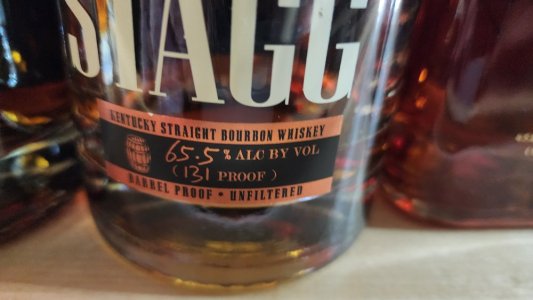 STAGG
KENTUCKY STRAIGHT BOURBON WHISKEY
65.5% ALC BY VOL
(131 PROOF)
BARREL PROOF • UNFILTERED